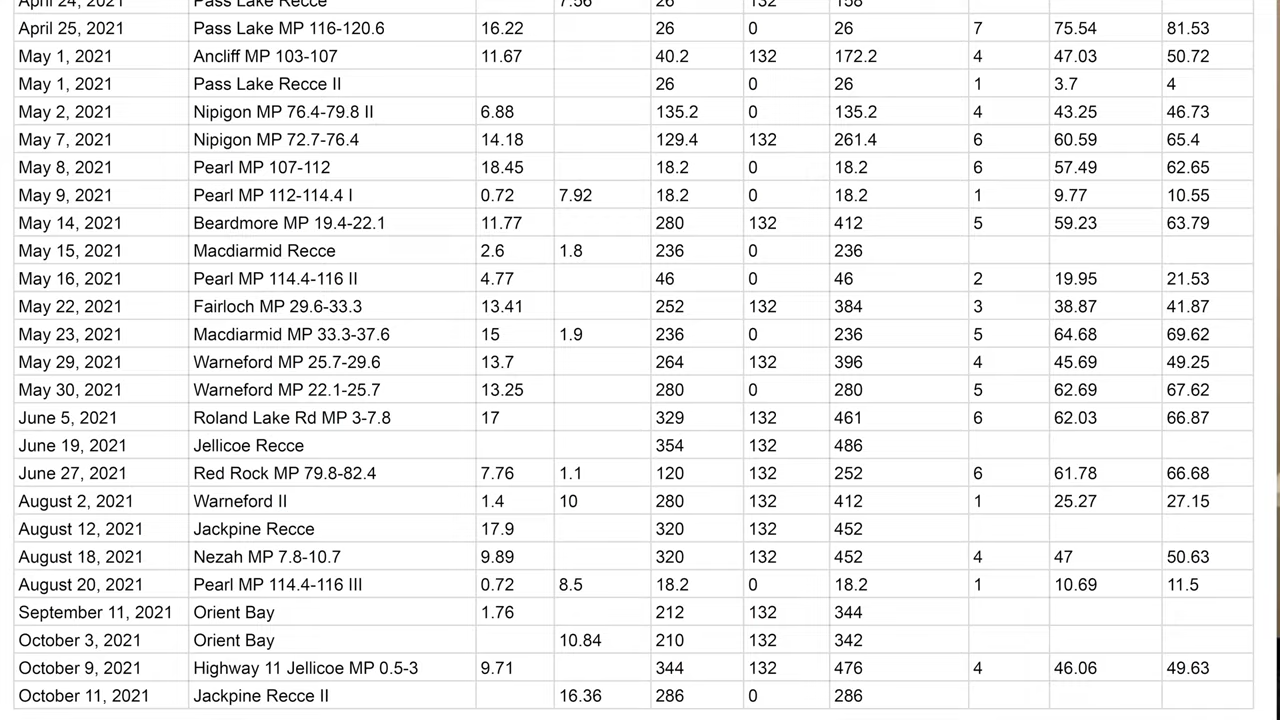 April 24, 2021 Pass Lake Recce 7.56 26 132 158
April 25, 2021 Pass Lake MP 116-120.6 16.22 26 0 26 7 75.54 81.53
May 1, 2021 Ancliff MP 103-107 11.67 40.2 132 172.2 4 47.03 50.72
May 1, 2021 Pass Lake Recce II 26 0 26 1 3.7 4
May 2, 2021 Nipigon MP 76.4-79.8 II 6.88 135.2 0 135.2 4 43.25 46.73
May 7, 2021 Nipigon MP 72.7-76.4 14.18 129.4 132 261.4 6 60.59 65.4
May 8, 2021 Pearl MP 107-112 18.45 18.2 0 18.2 6 57.49 62.65
May 9, 2021 Pearl MP 112-114.4 I 0.72 7.92 18.2 0 18.2 1 9.77 10.55
May 14, 2021 Beardmore MP 19.4-22.1 11.77 280 132 412 5 59.23 63.79
May 15, 2021 Macdiarmid Recce 2.6 1.8 236 0 236
May 16, 2021 Pearl MP 114.4-116 II 4.77 46 0 46 2 19.95 21.53
May 22, 2021 Fairloch MP 29.6-33.3 13.41 252 132 384 3 38.87 41.87
May 23, 2021 Macdiarmid MP 33.3-37.6 15 1.9 236 0 236 5 64.68 69.62
May 29, 2021 Warneford MP 25.7-29.6 13.7 264 132 396 4 45.69 49.25
May 30, 2021 Warneford MP 22.1-25.7 13.25 280 0 280 5 62.69 67.62
June 5, 2021 Roland Lake Rd MP 3-7.8 17 329 132 461 6 62.03 66.87
June 19, 2021 Jellicoe Recce 354 132 486
June 27, 2021 Red Rock MP 79.8-82.4 7.76 1.1 120 132 252 6 61.78 66.68
August 2, 2021 Warneford II 1.4 10 280 132 412 1 25.27 27.15
August 12, 2021 Jackpine Recce 17.9 320 132 452
August 18, 2021 Nezah MP 7.8-10.7 9.89 320 132 452 4 47 50.63
August 20, 2021 Pearl MP 114.4-116 III 0.72 8.5 18.2 0 18.2 1 10.69 11.5
September 11, 2021 Orient Bay 1.76 212 132 344
October 3, 2021 Orient Bay 10.84 210 132 342
October 9, 2021 Highway 11 Jellicoe MP 0.5-3 9.71 344 132 476 4 46.06 49.63
October 11, 2021 Jackpine Recce II 16.36 286 0 286